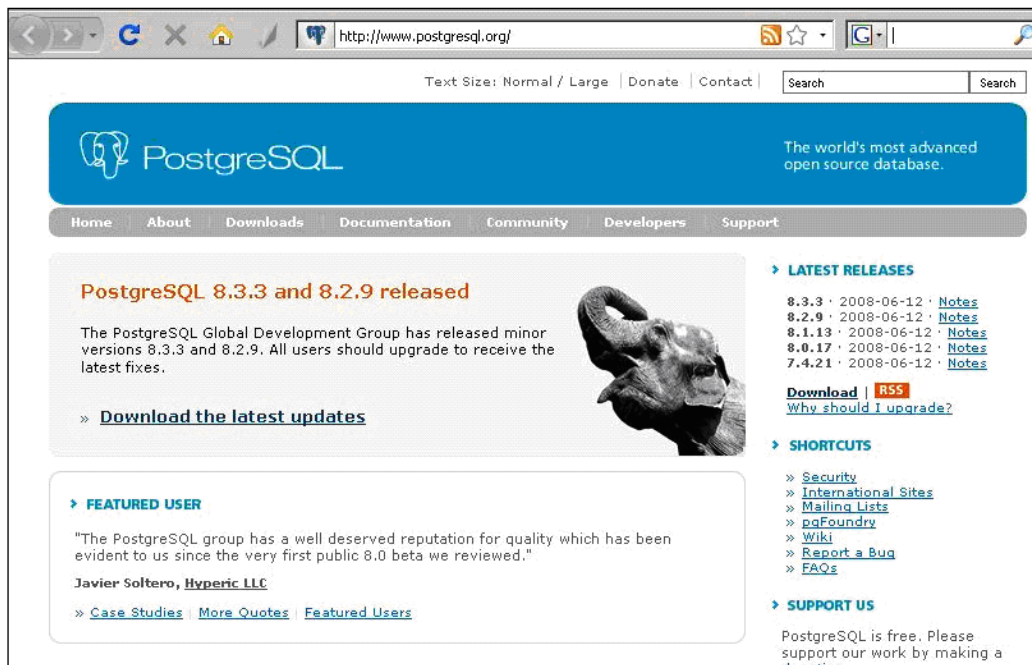 http://www.postgresql.org/
G
Text Size: Normal / Large | Donate | Contact |
Search
Search
PostgreSQL
The world's most advanced
open source database.
Home | About | Downloads | Documentation | Community | Developers | Support
PostgreSQL 8.3.3 and 8.2.9 released
The PostgreSQL Global Development Group has released minor
versions 8.3.3 and 8.2.9. All users should upgrade to receive the
latest fixes.
» Download the latest updates
FEATURED USER
"The PostgreSQL group has a well deserved reputation for quality which has been
evident to us since the very first public 8.0 beta we reviewed."
Javier Soltero, Hyperic LLC
» Case Studies | More Quotes | Featured Users
LATEST RELEASES
8.3.3 · 2008-06-12 · Notes
8.2.9 · 2008-06-12 · Notes
8.1.13 · 2008-06-12 · Notes
8.0.17 · 2008-06-12 · Notes
7.4.21 · 2008-06-12 · Notes
Download | RSS
Why should I upgrade?
SHORTCUTS
» Security
» International Sites
» Mailing Lists
» pgFoundry
» Wiki
» Report a Bug
» FAQs
SUPPORT US
PostgreSQL is free. Please
support our work by making a